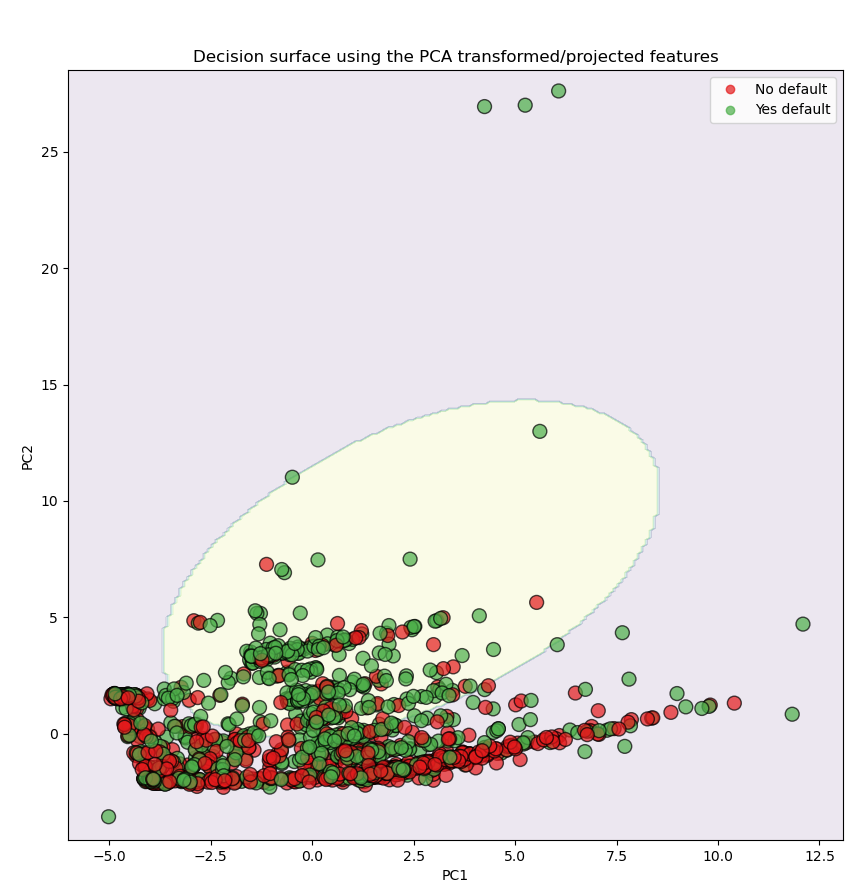 Decision surface using the PCA transformed/projected features
No default
Yes default
25
20
15
10
5
0
PC2
−5.0 −2.5 0.0 2.5 5.0 7.5 10.0 12.5
PC1